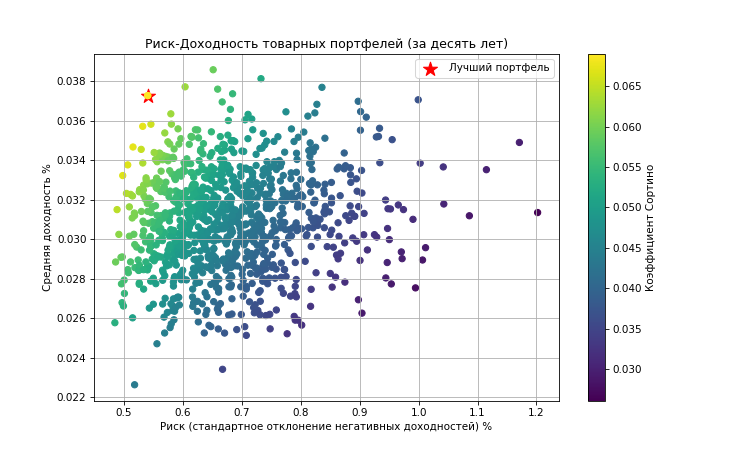 Риск-Доходность товарных портфелей (за десять лет)
Лучший портфель
Средняя доходность %
0.038
0.036
0.034
0.032
0.030
0.028
0.026
0.024
0.022
0.5 0.6 0.7 0.8 0.9 1.0 1.1 1.2
Риск (стандартное отклонение негативных доходностей) %
0.065
0.060
0.055
0.050
0.045
0.040
0.035
0.030
Коэффициент Сортино